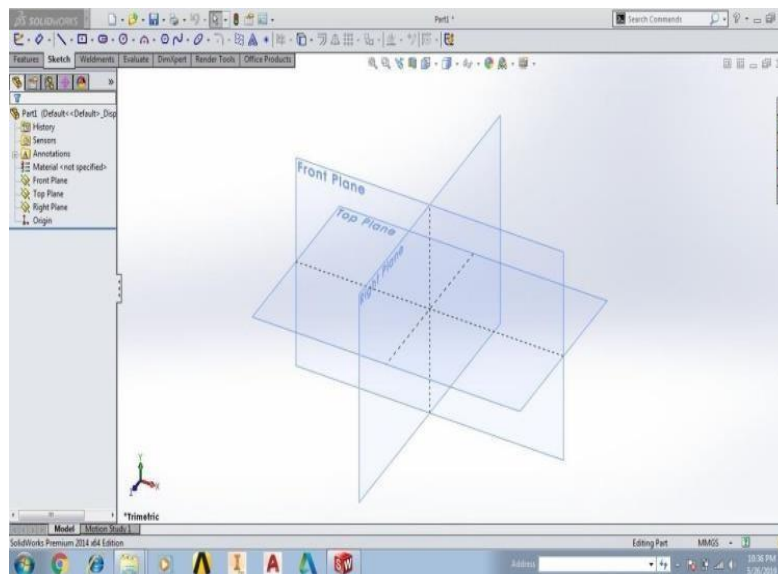 SOLIDWORKS
Part1 *
Search Commands
Features Sketch Weldments Evaluate DimXpert Render Tools Office Products
Part1 (Default<<Default>_Disp
History
Sensors
Annotations
Material <not specified>
Front Plane
Top Plane
Right Plane
Origin
Front Plane
Top Plane
Right Plane
*Trimetric
Model Motion Study 1
SolidWorks Premium 2014 x64 Edition
Editing Part MMGS
Address
10:36 PM